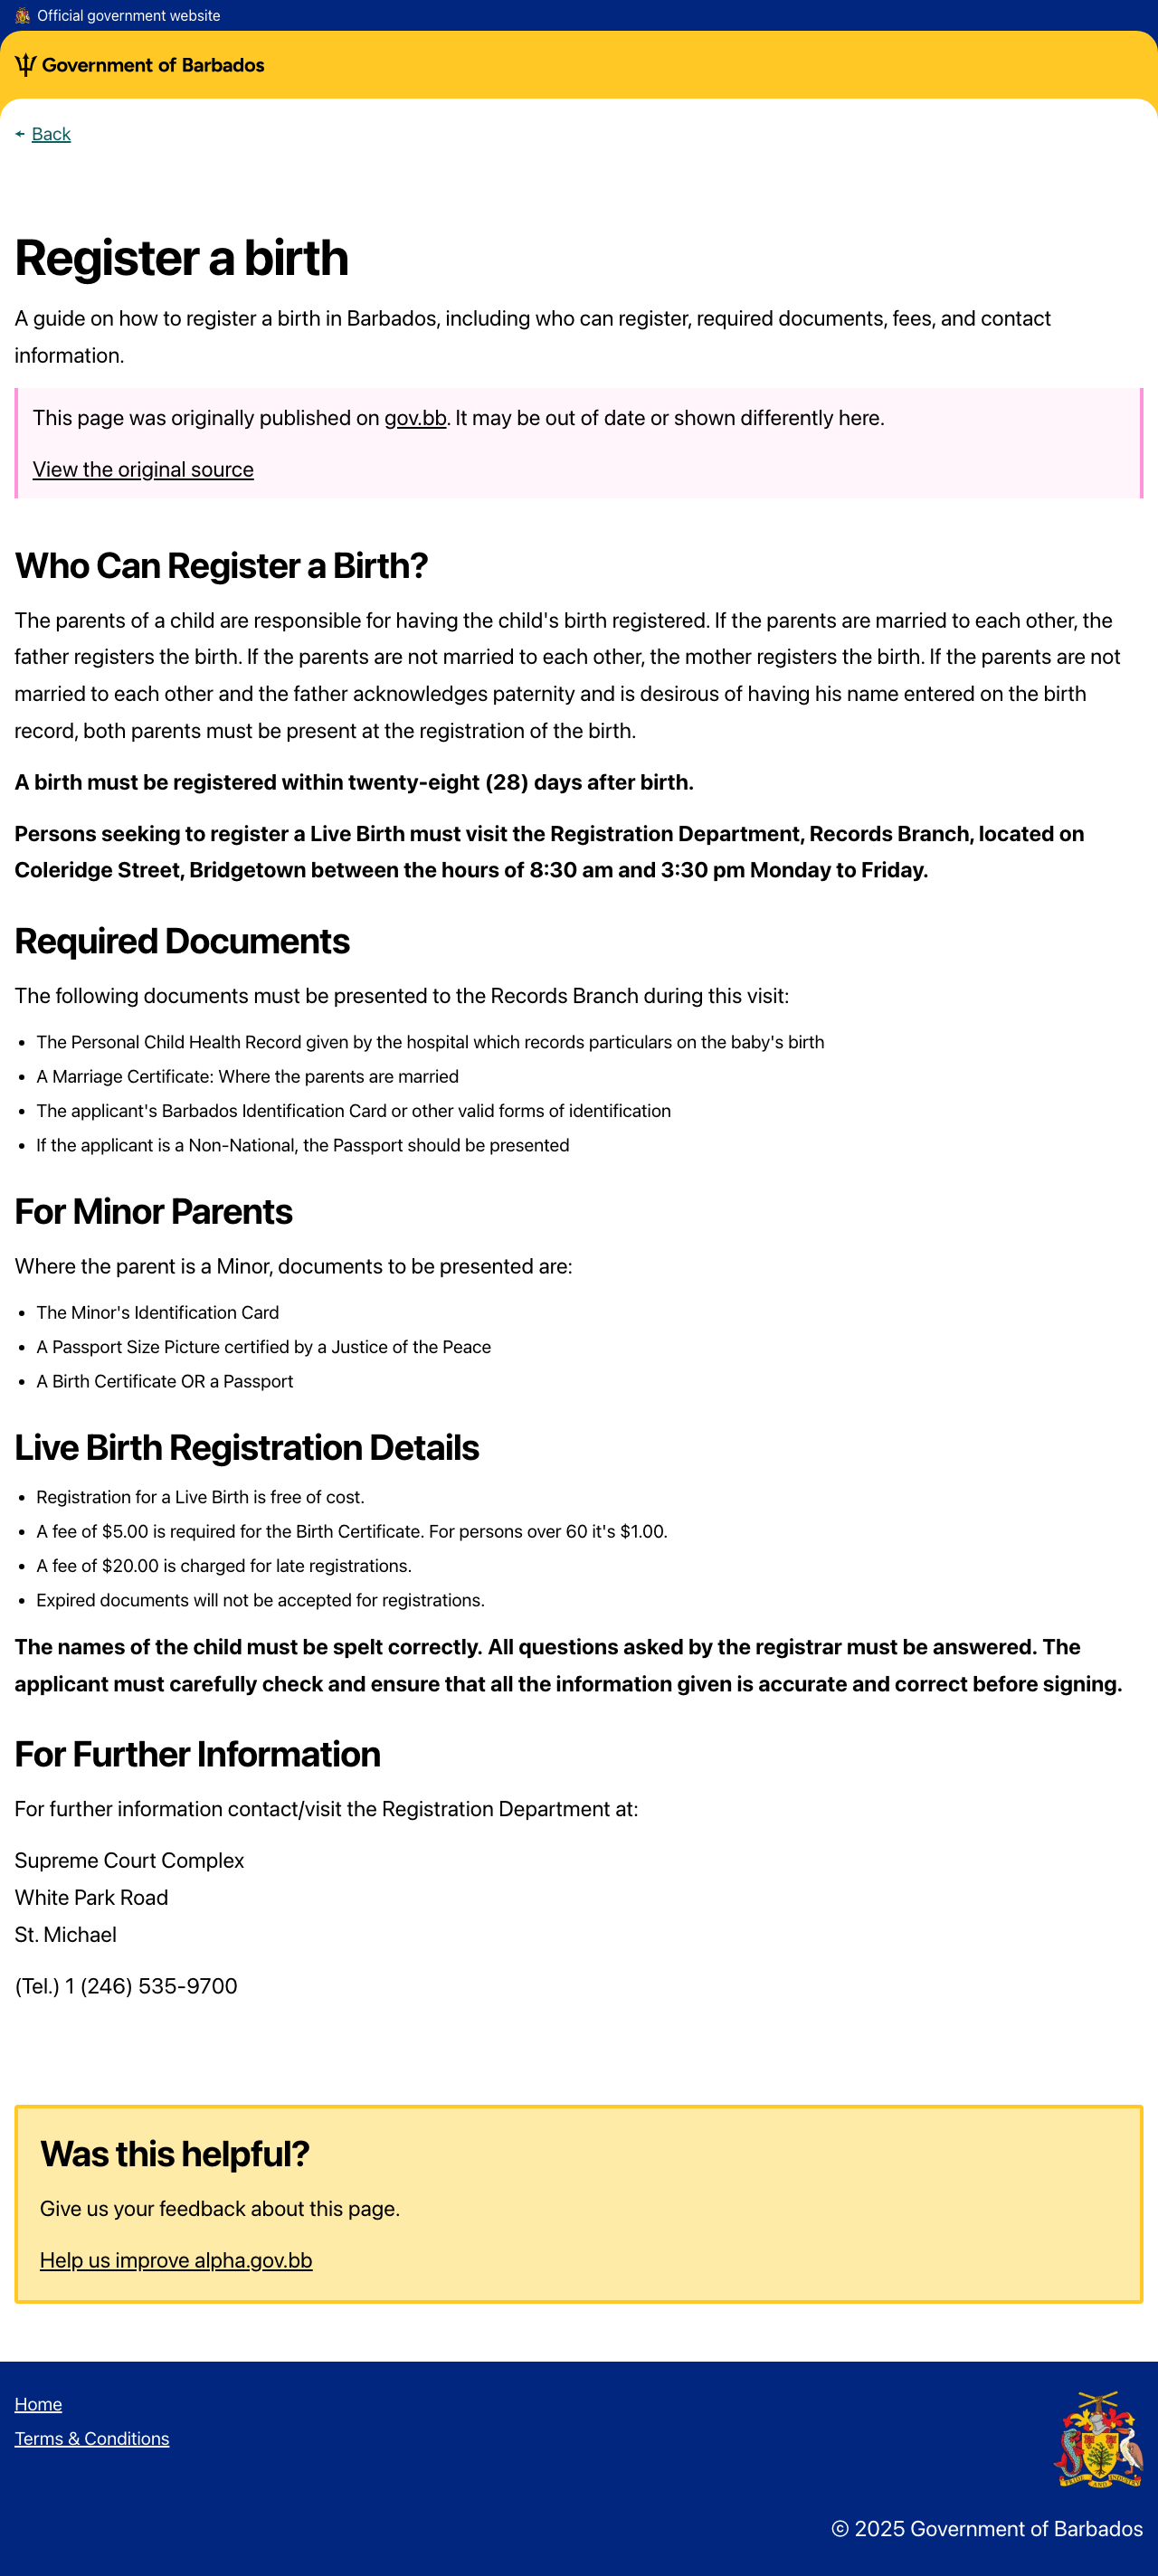 Official government website
Government of Barbados
← Back
Register a birth
A guide on how to register a birth in Barbados, including who can register, required documents, fees, and contact
information.
This page was originally published on gov.bb. It may be out of date or shown differently here.
View the original source
Who Can Register a Birth?
The parents of a child are responsible for having the child's birth registered. If the parents are married to each other, the
father registers the birth. If the parents are not married to each other, the mother registers the birth. If the parents are not
married to each other and the father acknowledges paternity and is desirous of having his name entered on the birth
record, both parents must be present at the registration of the birth.
A birth must be registered within twenty-eight (28) days after birth.
Persons seeking to register a Live Birth must visit the Registration Department, Records Branch, located on
Coleridge Street, Bridgetown between the hours of 8:30 am and 3:30 pm Monday to Friday.
Required Documents
The following documents must be presented to the Records Branch during this visit:
• The Personal Child Health Record given by the hospital which records particulars on the baby's birth
• A Marriage Certificate: Where the parents are married
• The applicant's Barbados Identification Card or other valid forms of identification
• If the applicant is a Non-National, the Passport should be presented
For Minor Parents
Where the parent is a Minor, documents to be presented are:
• The Minor's Identification Card
• A Passport Size Picture certified by a Justice of the Peace
• A Birth Certificate OR a Passport
Live Birth Registration Details
• Registration for a Live Birth is free of cost.
• A fee of $5.00 is required for the Birth Certificate. For persons over 60 it's $1.00.
• A fee of $20.00 is charged for late registrations.
• Expired documents will not be accepted for registrations.
The names of the child must be spelt correctly. All questions asked by the registrar must be answered. The
applicant must carefully check and ensure that all the information given is accurate and correct before signing.
For Further Information
For further information contact/visit the Registration Department at:
Supreme Court Complex
White Park Road
St. Michael
(Tel.) 1 (246) 535-9700
Was this helpful?
Give us your feedback about this page.
Help us improve alpha.gov.bb
Home
Terms & Conditions
PRIDE AND INDUSTRY
© 2025 Government of Barbados